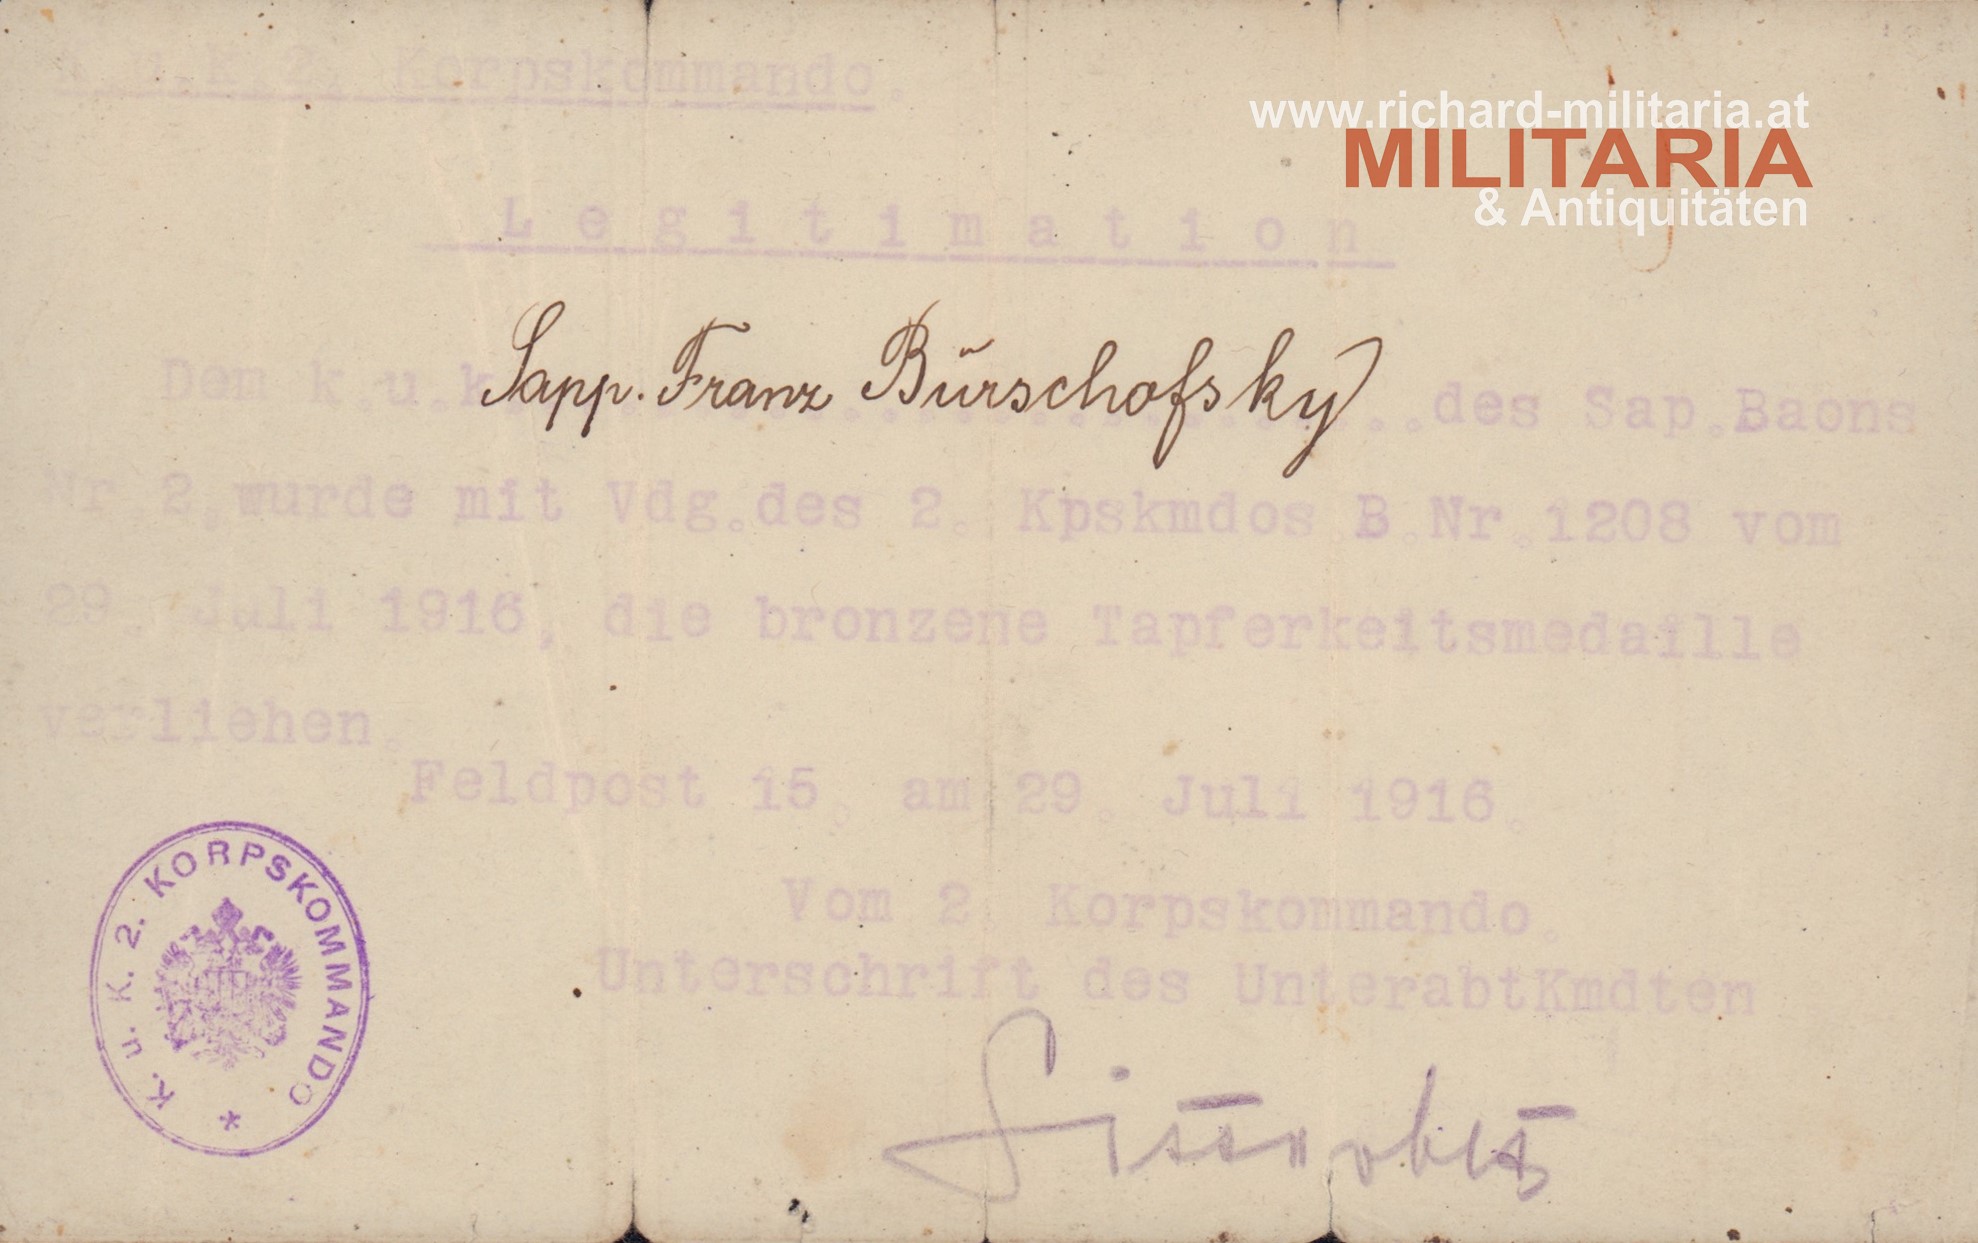 K.u.K. 2. Korpskommando.
www.richard-militaria.at
MILITARIA
& Antiquitäten
Legitimation
Dem k.u.k. Sapp. Franz Bŭrschofsky des Sap.Baons
Nr.2, wurde mit Vdg.des 2. Kpskmdos B.Nr.1208 vom
29. Juli 1916, die bronzene Tapferkeitsmedaille
verliehen.
Feldpost 15. am 29. Juli 1916.
Vom 2. Korpskommando.
Unterschrift des UnterabtKmdten
K. u. K. 2. KORPSKOMMANDO *